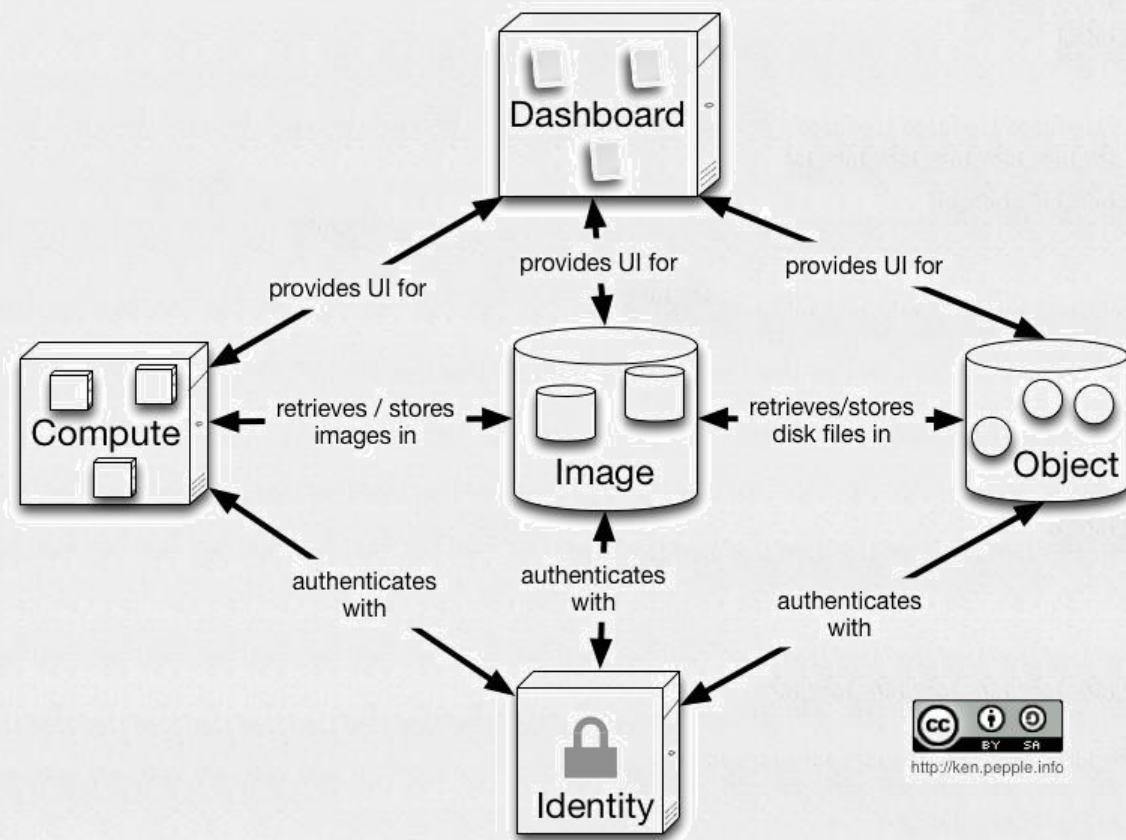 Dashboard
provides UI for
provides UI for
provides UI for
Compute
retrieves / stores
images in
Image
retrieves/stores
disk files in
Object
authenticates
with
authenticates
with
authenticates
with
Identity
cc
BY SA
http://ken.pepple.info